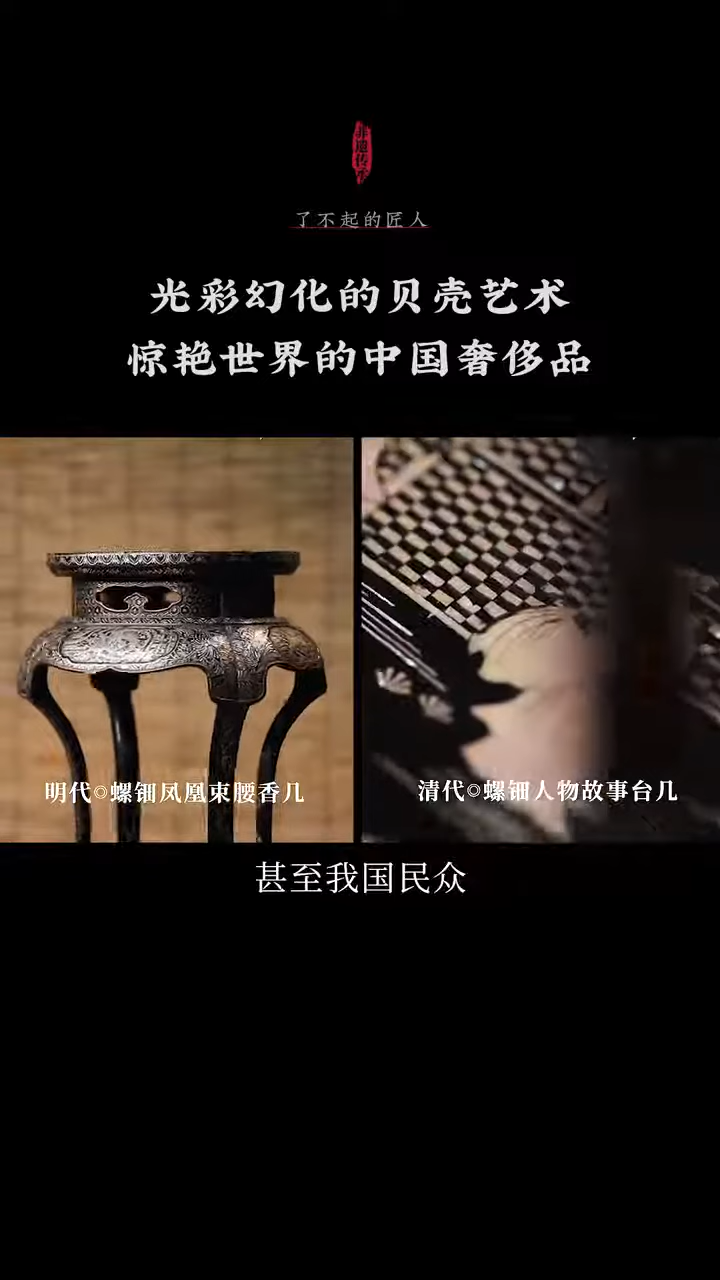 非遗传承
了不起的匠人
光彩幻化的贝壳艺术
惊艳世界的中国奢侈品
明代◎螺钿凤凰束腰香几
清代◎螺钿人物故事台几
甚至我国民众